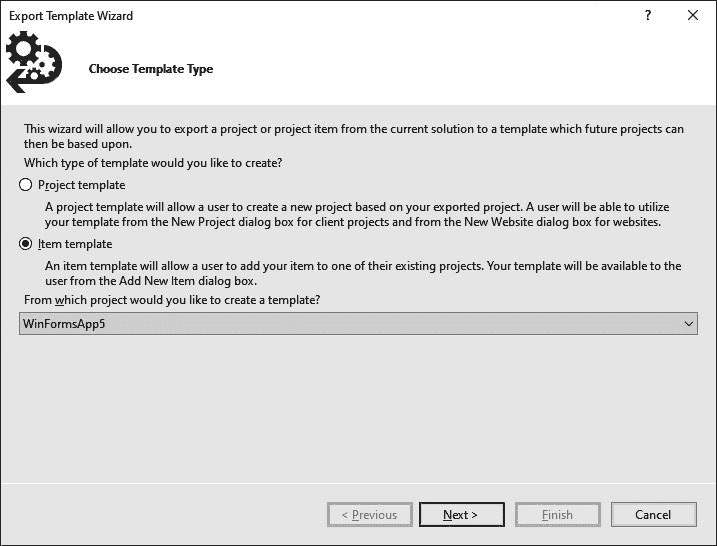 Export Template Wizard
?
Choose Template Type
This wizard will allow you to export a project or project item from the current solution to a template which future projects can
then be based upon.
Which type of template would you like to create?
Project template
A project template will allow a user to create a new project based on your exported project. A user will be able to utilize
your template from the New Project dialog box for client projects and from the New Website dialog box for websites.
Item template
An item template will allow a user to add your item to one of their existing projects. Your template will be available to the
user from the Add New Item dialog box.
From which project would you like to create a template?
WinFormsApp5
< Previous Next > Finish Cancel